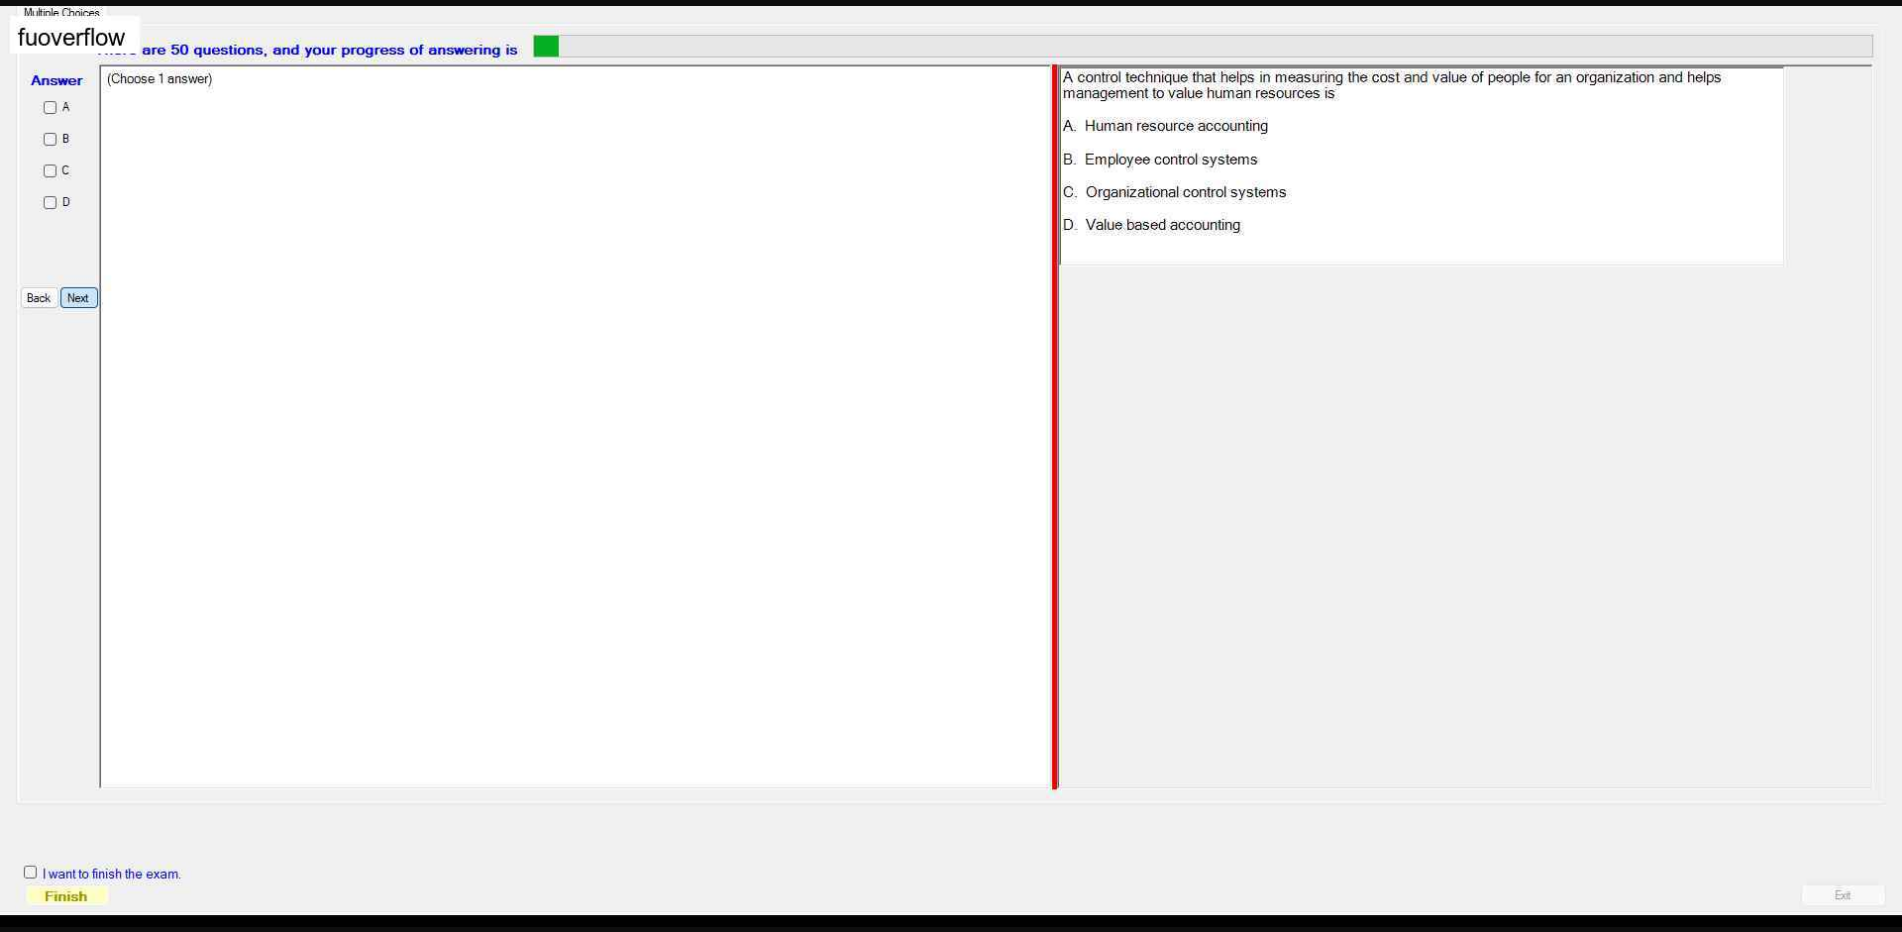 Multiple Choices
fuoverflow
are 50 questions, and your progress of answering is
Answer
(Choose 1 answer)
A
B
C
D
Back
Next
A control technique that helps in measuring the cost and value of people for an organization and helps
management to value human resources is
A. Human resource accounting
B. Employee control systems
C. Organizational control systems
D. Value based accounting
I want to finish the exam.
Finish
Exit